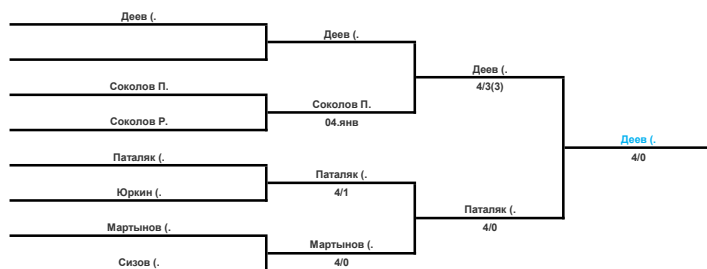 Деев (.
Соколов П.
Соколов Р.
Паталяк (.
Юркин (.
Мартынов (.
Сизов (.
Деев (.
Соколов П.
04.янв
Паталяк (.
4/1
Мартынов (.
4/0
Деев (.
4/3(3)
Паталяк (.
4/0
Деев (.
4/0